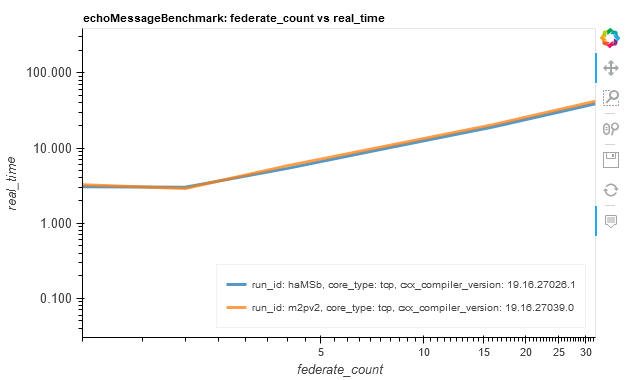 echoMessageBenchmark: federate_count vs real_time
100.000
10.000
1.000
0.100
real_time
run_id: haMSb, core_type: tcp, cxx_compiler_version: 19.16.27026.1
run_id: m2pv2, core_type: tcp, cxx_compiler_version: 19.16.27039.0
5
10
15
20
25
30
federate_count